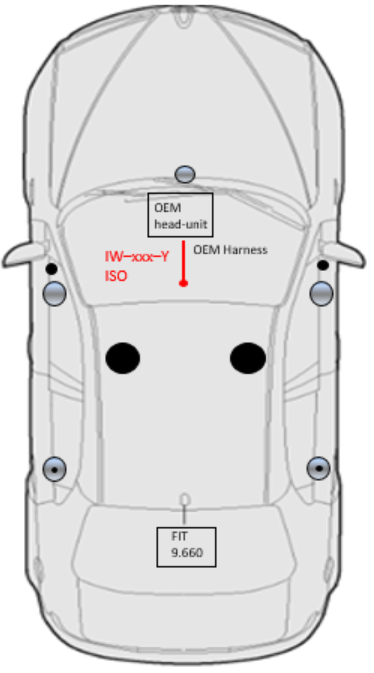 OEM
head-unit
OEM Harness
IW-xxx-Y
ISO
FIT
9.660